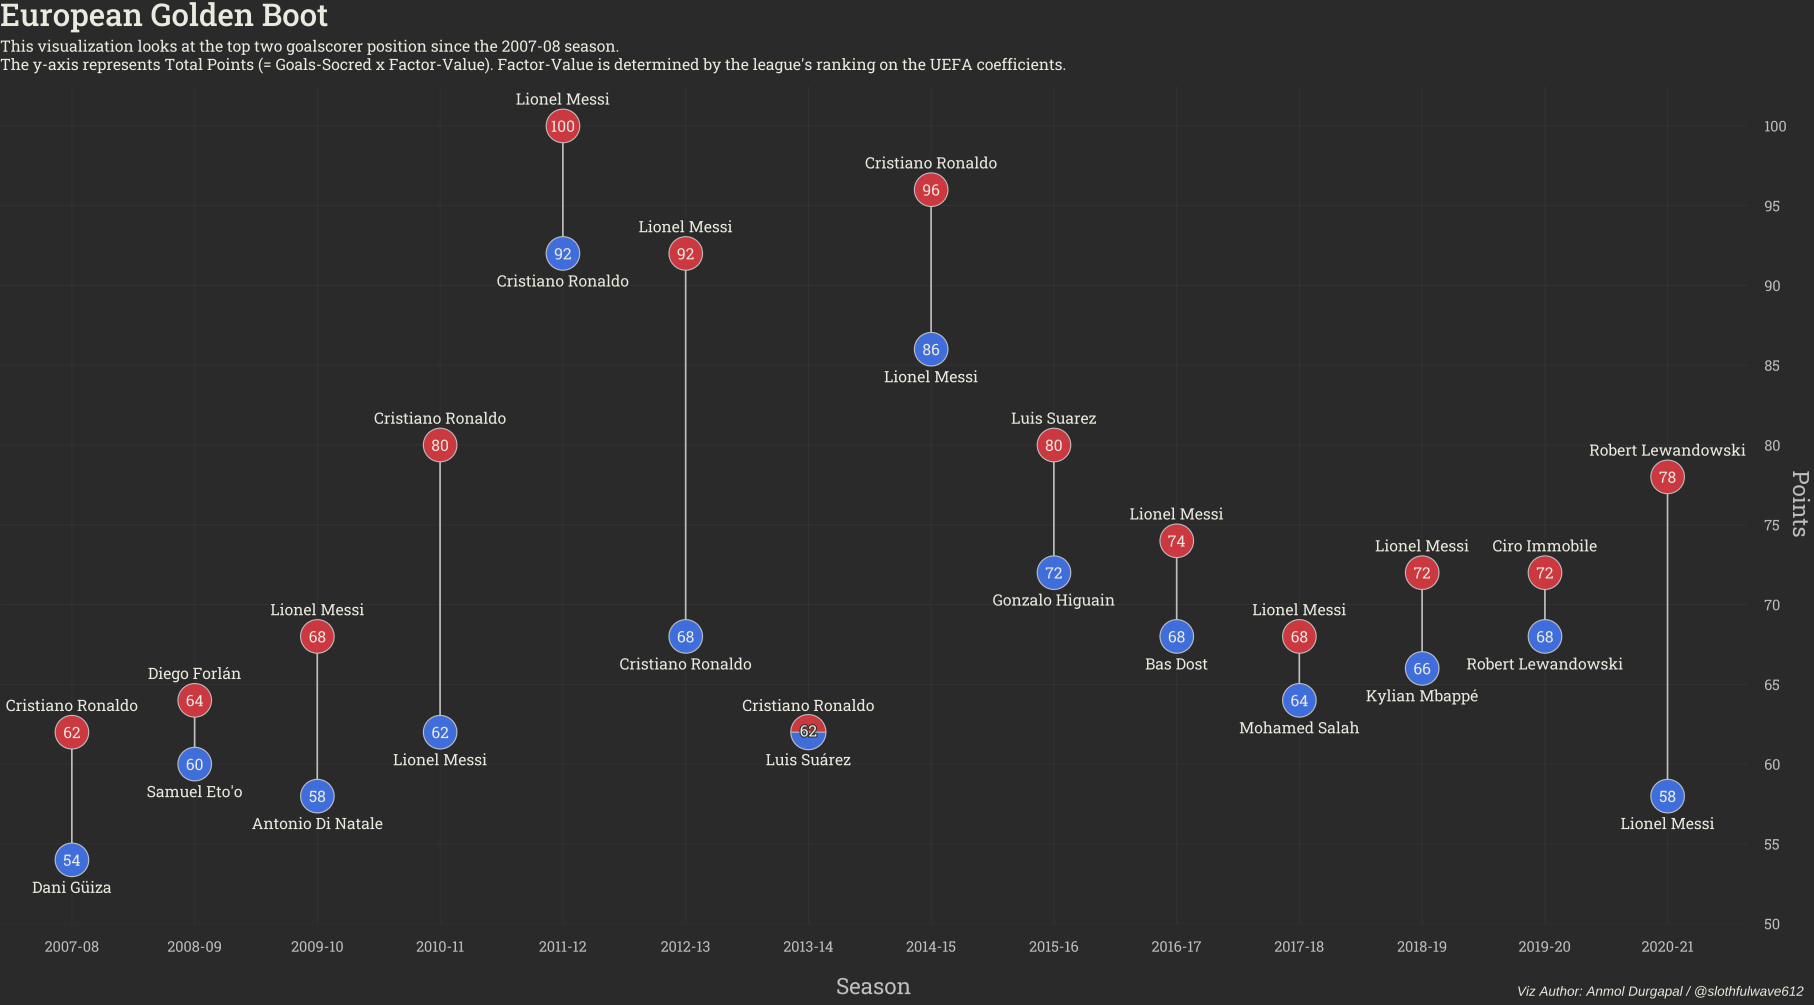 European Golden Boot
This visualization looks at the top two goalscorer position since the 2007-08 season.
The y-axis represents Total Points (= Goals-Socred x Factor-Value). Factor-Value is determined by the league's ranking on the UEFA coefficients.
Lionel Messi
100
100
Cristiano Ronaldo
96
95
Lionel Messi
92
92
Cristiano Ronaldo
90
86
Lionel Messi
85
Cristiano Ronaldo
80
Luis Suarez
80
80
Robert Lewandowski
78
Points
75
Lionel Messi
74
72
Gonzalo Higuain
Lionel Messi
72
Ciro Immobile
72
70
Lionel Messi
68
68
Cristiano Ronaldo
68
Bas Dost
Lionel Messi
68
68
Robert Lewandowski
66
Kylian Mbappé
65
Diego Forlán
64
64
Mohamed Salah
Cristiano Ronaldo
62
62
Lionel Messi
Cristiano Ronaldo
62
Luis Suárez
60
Samuel Eto'o
60
58
Antonio Di Natale
58
Lionel Messi
55
54
Dani Güiza
50
2007-08
2008-09
2009-10
2010-11
2011-12
2012-13
2013-14
2014-15
2015-16
2016-17
2017-18
2018-19
2019-20
2020-21
Season
Viz Author: Anmol Durgapal / @slothfulwave612